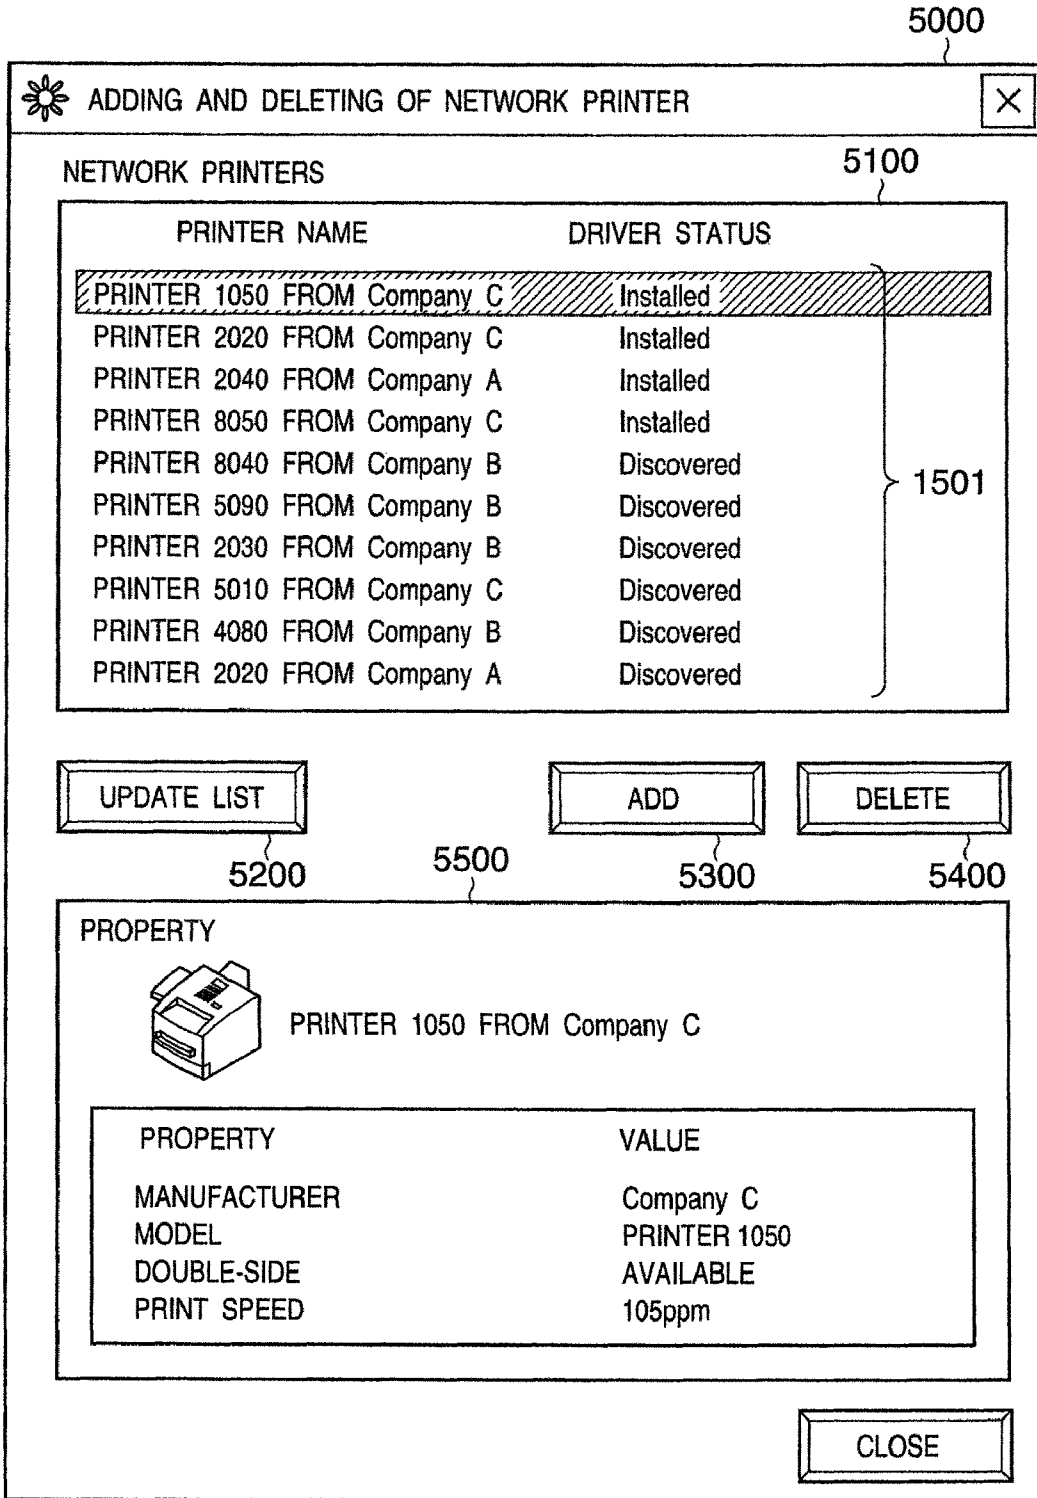 5000
ADDING AND DELETING OF NETWORK PRINTER
NETWORK PRINTERS
5100
PRINTER NAME DRIVER STATUS
PRINTER 1050 FROM Company C Installed
PRINTER 2020 FROM Company C Installed
PRINTER 2040 FROM Company A Installed
PRINTER 8050 FROM Company C Installed
PRINTER 8040 FROM Company B Discovered
PRINTER 5090 FROM Company B Discovered
PRINTER 2030 FROM Company B Discovered
PRINTER 5010 FROM Company C Discovered
PRINTER 4080 FROM Company B Discovered
PRINTER 2020 FROM Company A Discovered
1501
UPDATE LIST ADD DELETE
5200 5500 5300 5400
PROPERTY
PRINTER 1050 FROM Company C
PROPERTY VALUE
MANUFACTURER Company C
MODEL PRINTER 1050
DOUBLE-SIDE AVAILABLE
PRINT SPEED 105ppm
CLOSE